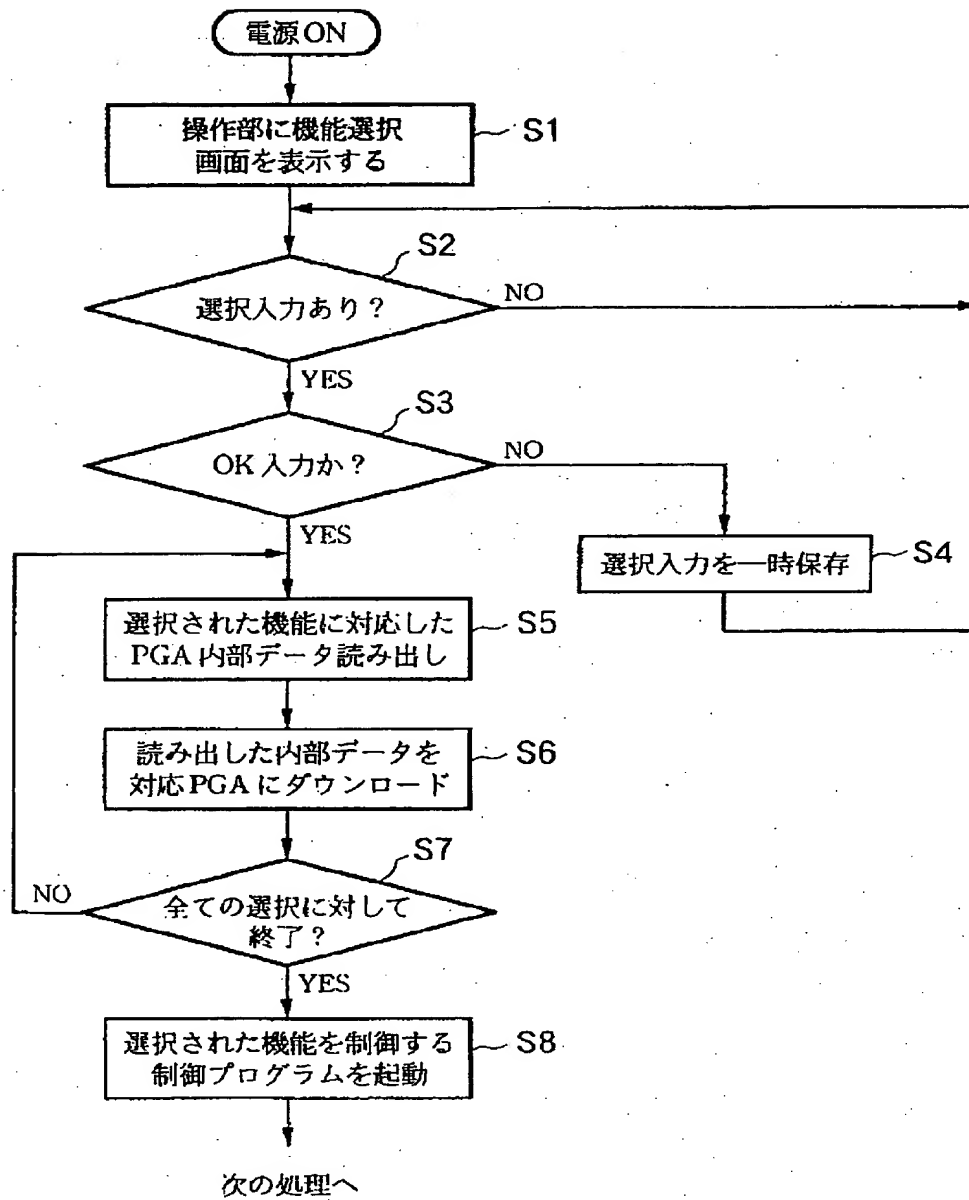 電源ON
操作部に機能選択
画面を表示する
S1
S2
選択入力あり？
NO
YES
S3
OK入力か？
NO
YES
選択入力を一時保存
S4
選択された機能に対応した
PGA内部データ読み出し
S5
読み出した内部データを
対応PGAにダウンロード
S6
S7
NO
全ての選択に対して
終了？
YES
選択された機能を制御する
制御プログラムを起動
S8
次の処理へ